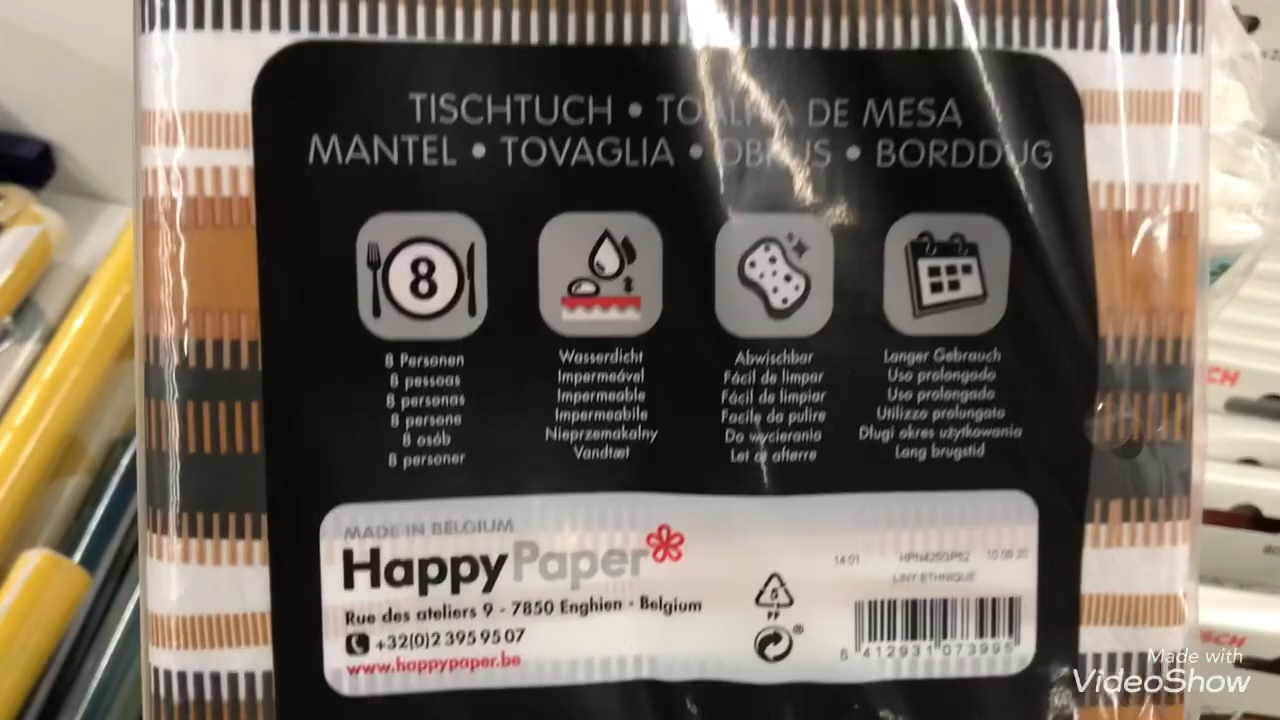 TISCHTUCH • TOALHA DE MESA
MANTEL • TOVAGLIA • OBRUS • BORDDUG
8
8 Personen
8 pessoas
8 personas
8 persone
8 osób
8 personer
Wasserdicht
Impermeável
Impermeable
Impermeabile
Nieprzemakalny
Vandtæt
Abwischbar
Fácil de limpar
Fácil de limpiar
Facile da pulire
Do wycierania
Let at aftørre
Langer Gebrauch
Uso prolongado
Uso prolongado
Utilizzo prolungato
Długi okres użytkowania
Lang brugstid
MADE IN BELGIUM
HappyPaper
Rue des ateliers 9 - 7850 Enghien - Belgium
+32(0)2 395 95 07
www.happypaper.be
5
PP
14:01 10.09.20
LINY ETHNIQUE
5 412931 073995
Made with
VideoShow